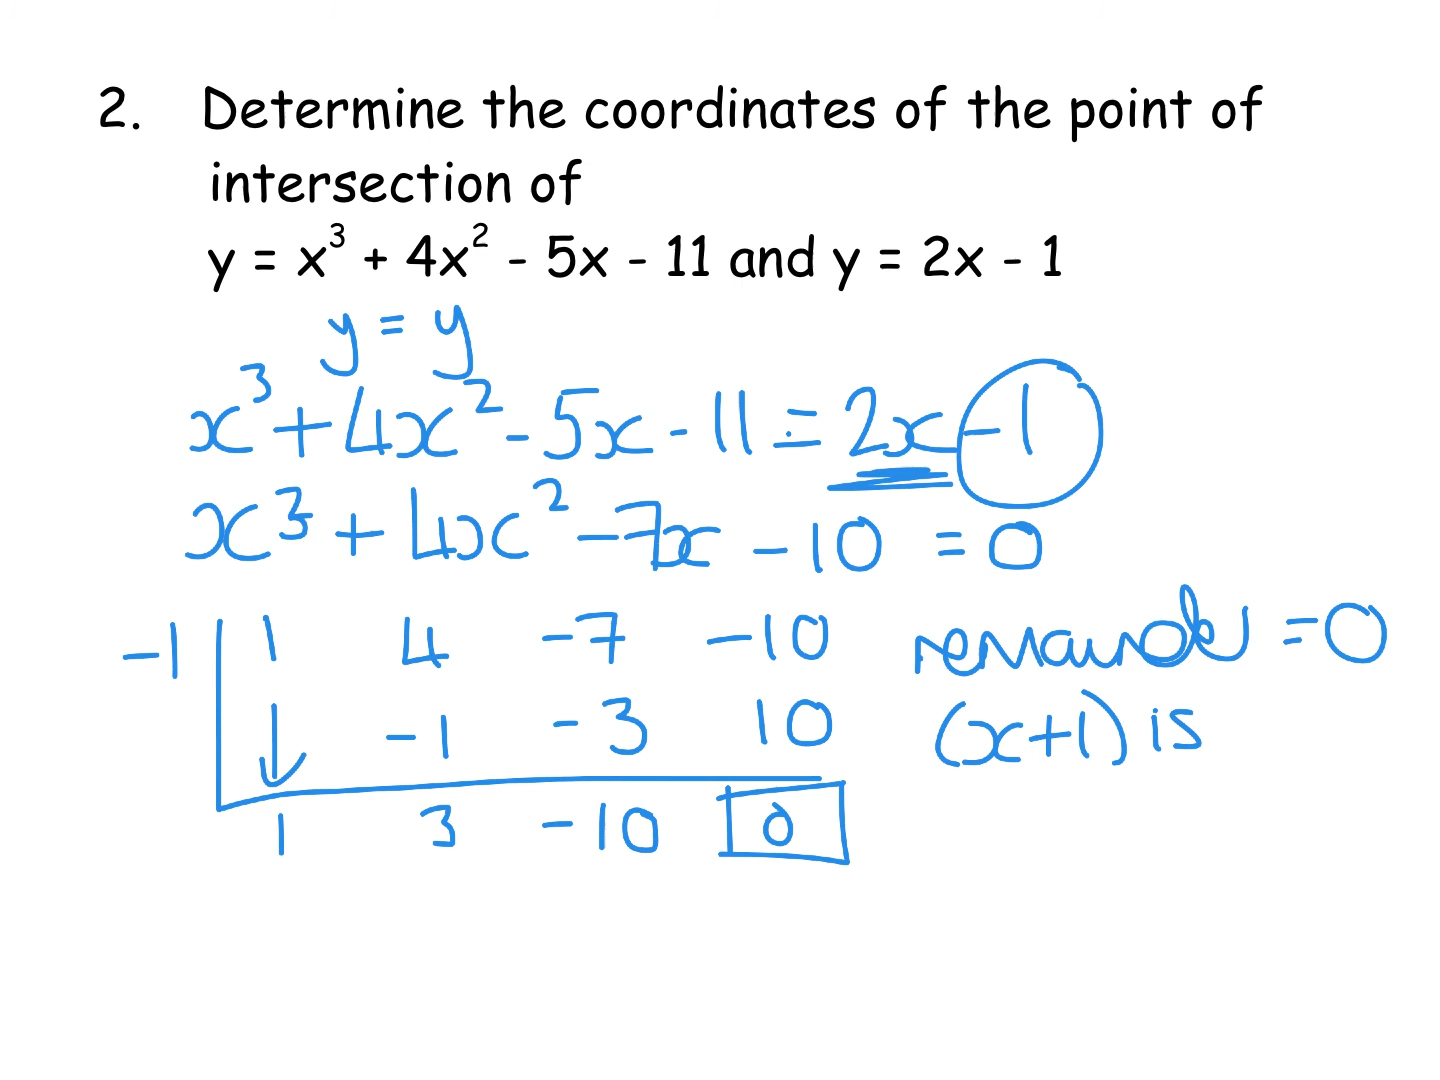 2. Determine the coordinates of the point of
intersection of
y = x³ + 4x² - 5x - 11 and y = 2x - 1
y = y
x³ + 4x² - 5x - 11 = 2x - 1
x³ + 4x² - 7x - 10 = 0
-1 1 4 -7 -10 remainder = 0
-1 -3 10 (x+1) is
1 3 -10 0